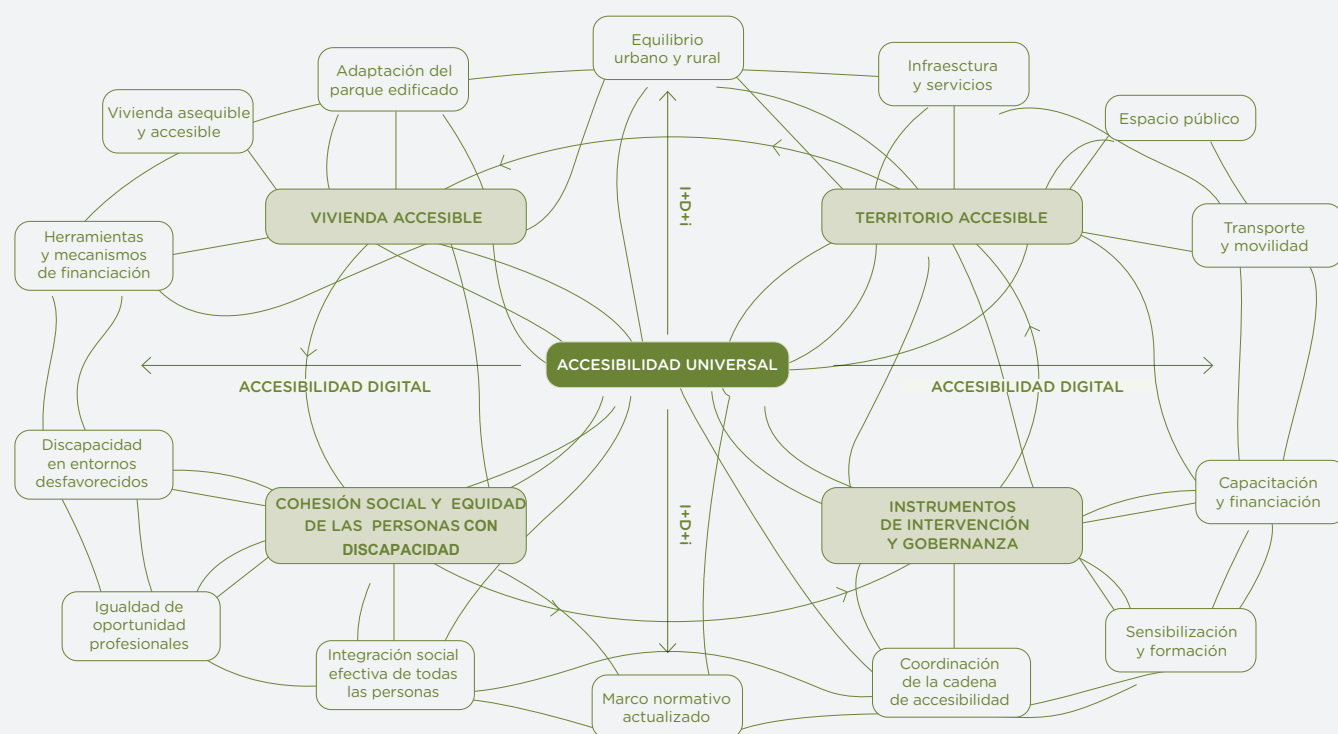 Equilibrio
urbano y rural
Adaptación del
parque edificado
Infraesctura
y servicios
Vivienda asequible
y accesible
Espacio público
VIVIENDA ACCESIBLE
I+D+i
TERRITORIO ACCESIBLE
Herramientas
y mecanismos
de financiación
Transporte
y movilidad
ACCESIBILIDAD UNIVERSAL
ACCESIBILIDAD DIGITAL
ACCESIBILIDAD DIGITAL
Discapacidad
en entornos
desfavorecidos
COHESIÓN SOCIAL Y EQUIDAD
DE LAS PERSONAS CON
DISCAPACIDAD
I+D+i
INSTRUMENTOS
DE INTERVENCIÓN
Y GOBERNANZA
Capacitación
y financiación
Igualdad de
oportunidad
profesionales
Integración social
efectiva de todas
las personas
Marco normativo
actualizado
Coordinación
de la cadena
de accesibilidad
Sensibilización
y formación